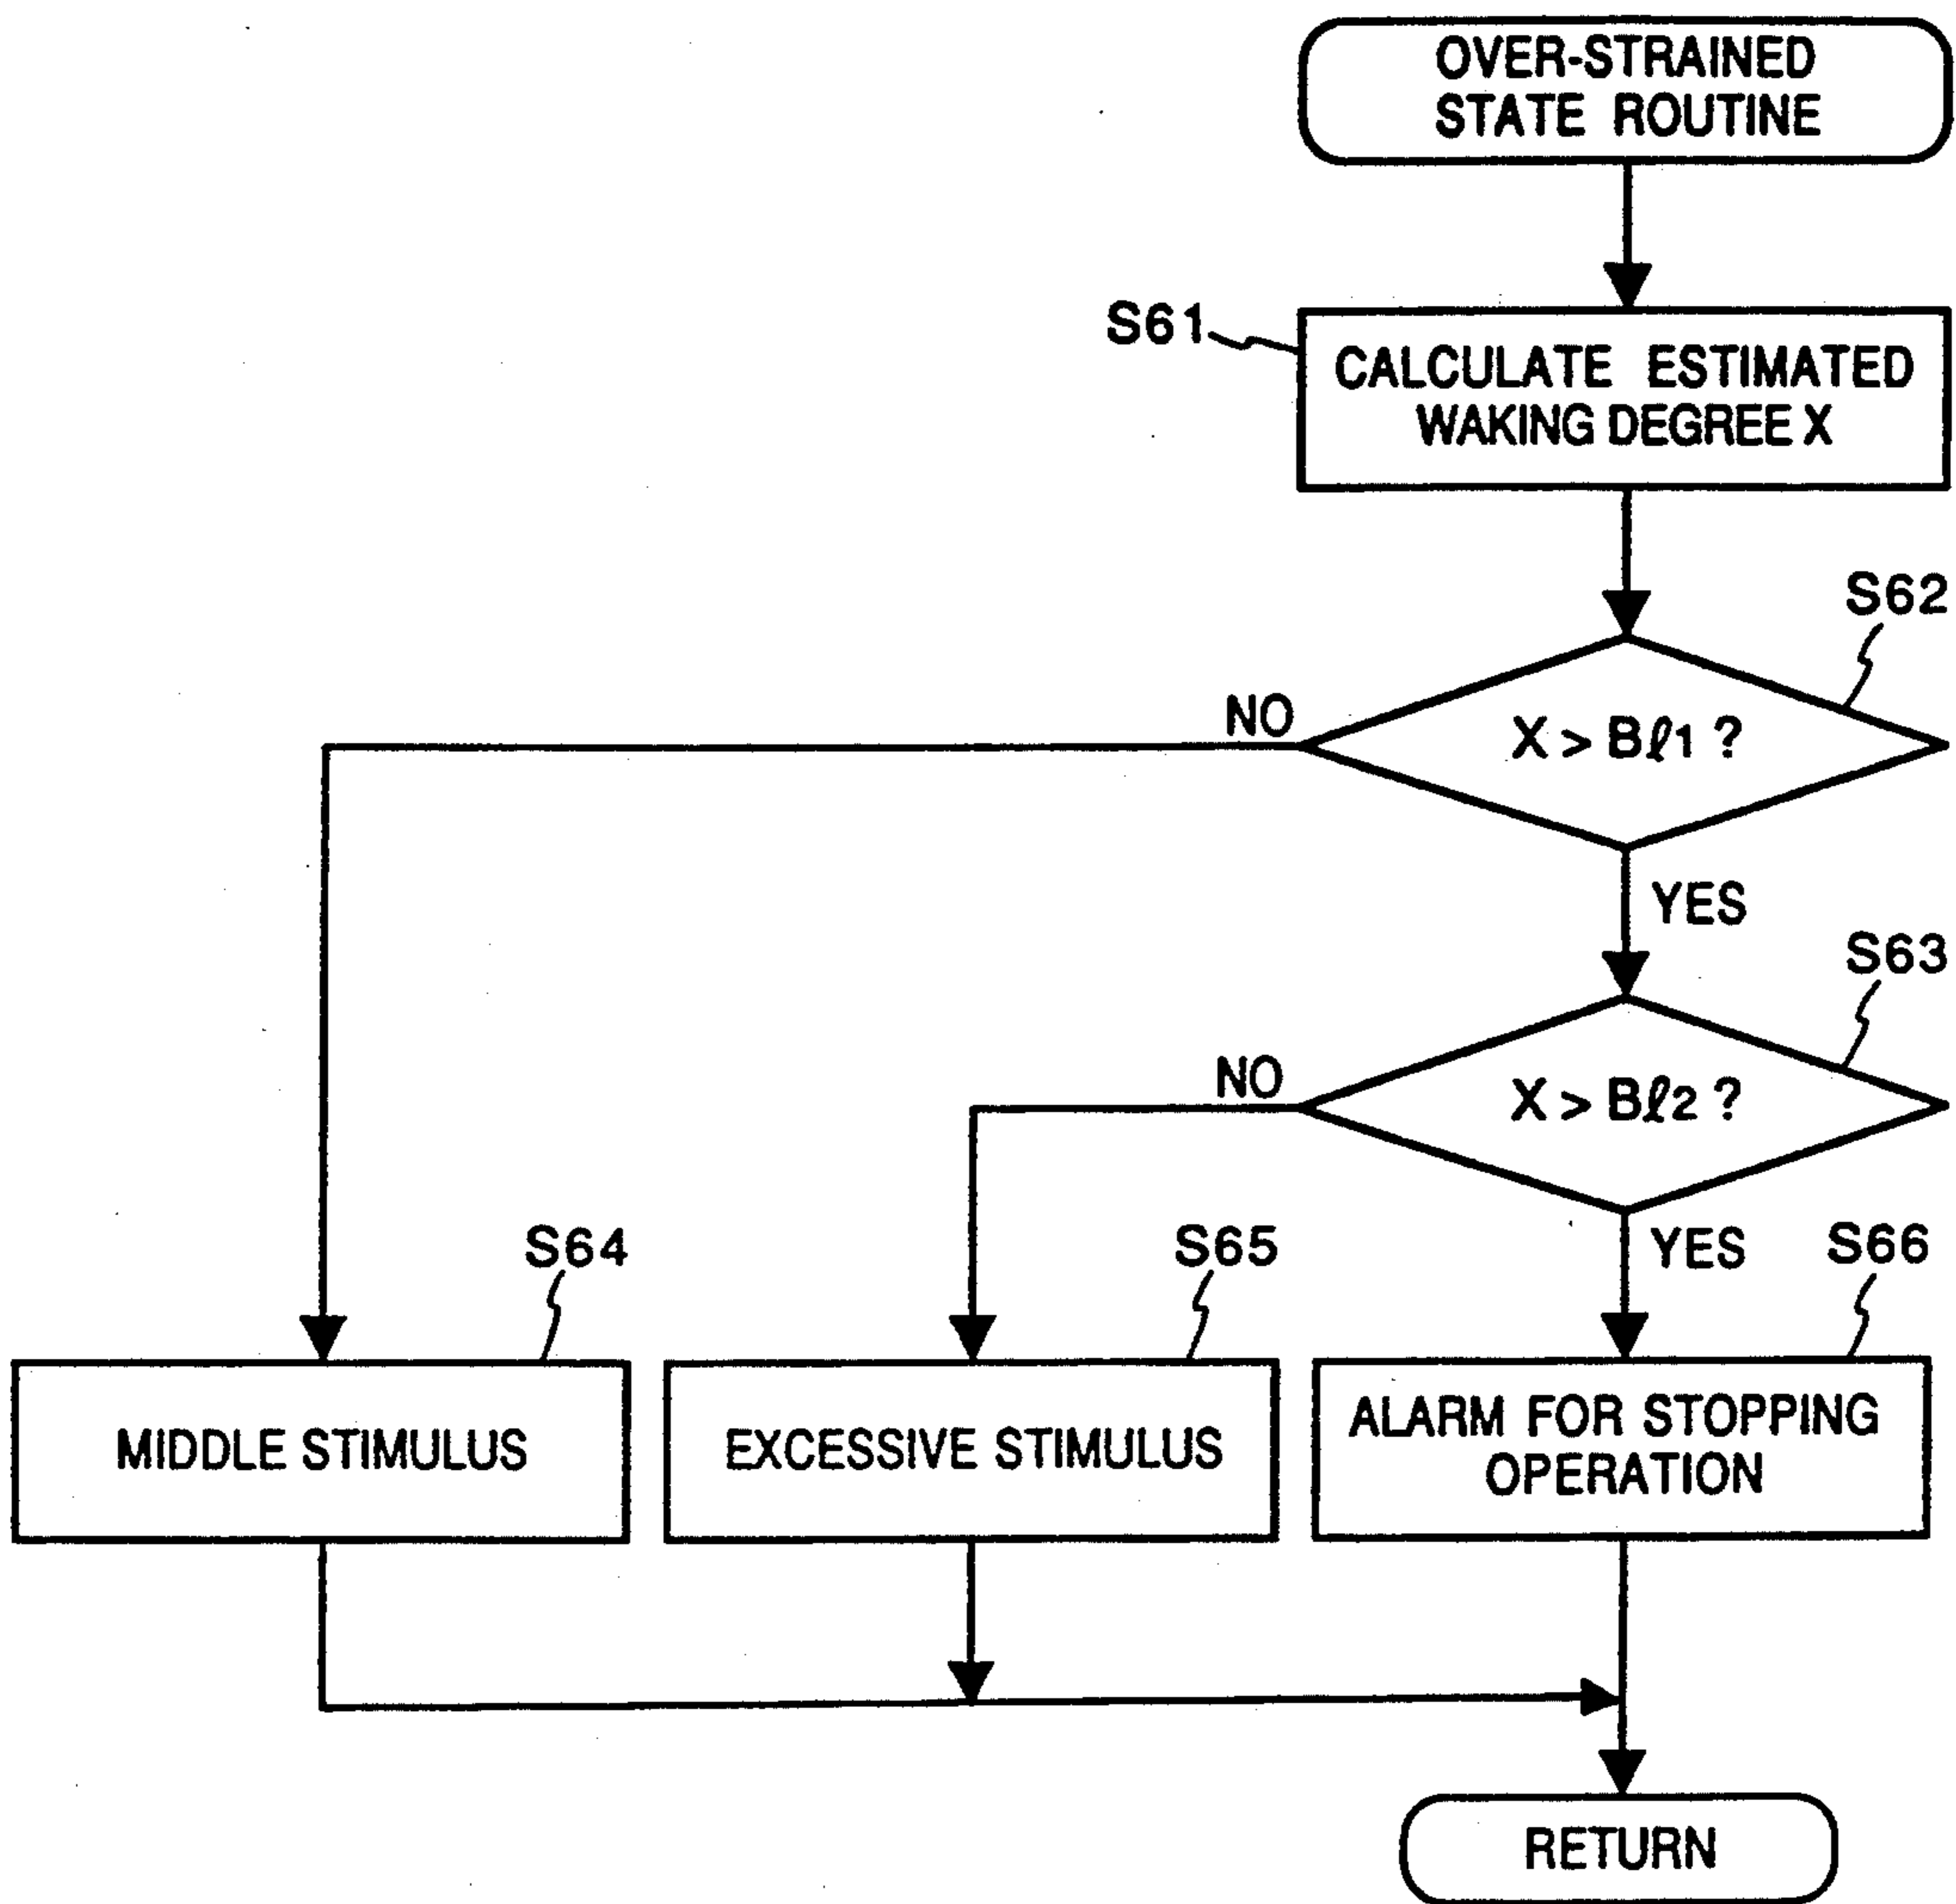 OVER-STRAINED
STATE ROUTINE
S61
CALCULATE ESTIMATED
WAKING DEGREE X
S62
NO
X > Bℓ1 ?
YES
S63
NO
X > Bℓ2 ?
YES
S64
S65
S66
MIDDLE STIMULUS
EXCESSIVE STIMULUS
ALARM FOR STOPPING
OPERATION
RETURN